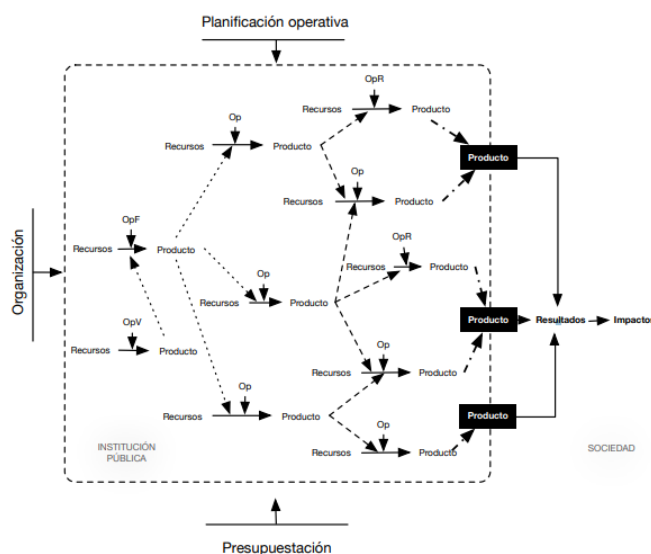 Planificación operativa
OpR
Recursos Producto
Op
Recursos Producto
Producto
Op
Recursos Producto
OpF
Recursos Producto
OpR
Recursos Producto
Organización
Op
Recursos Producto
Producto Resultados Impactos
OpV
Recursos Producto
Op
Recursos Producto
Op
Recursos Producto
Producto
Op
Recursos Producto
INSTITUCIÓN
PÚBLICA
SOCIEDAD
Presupuestación